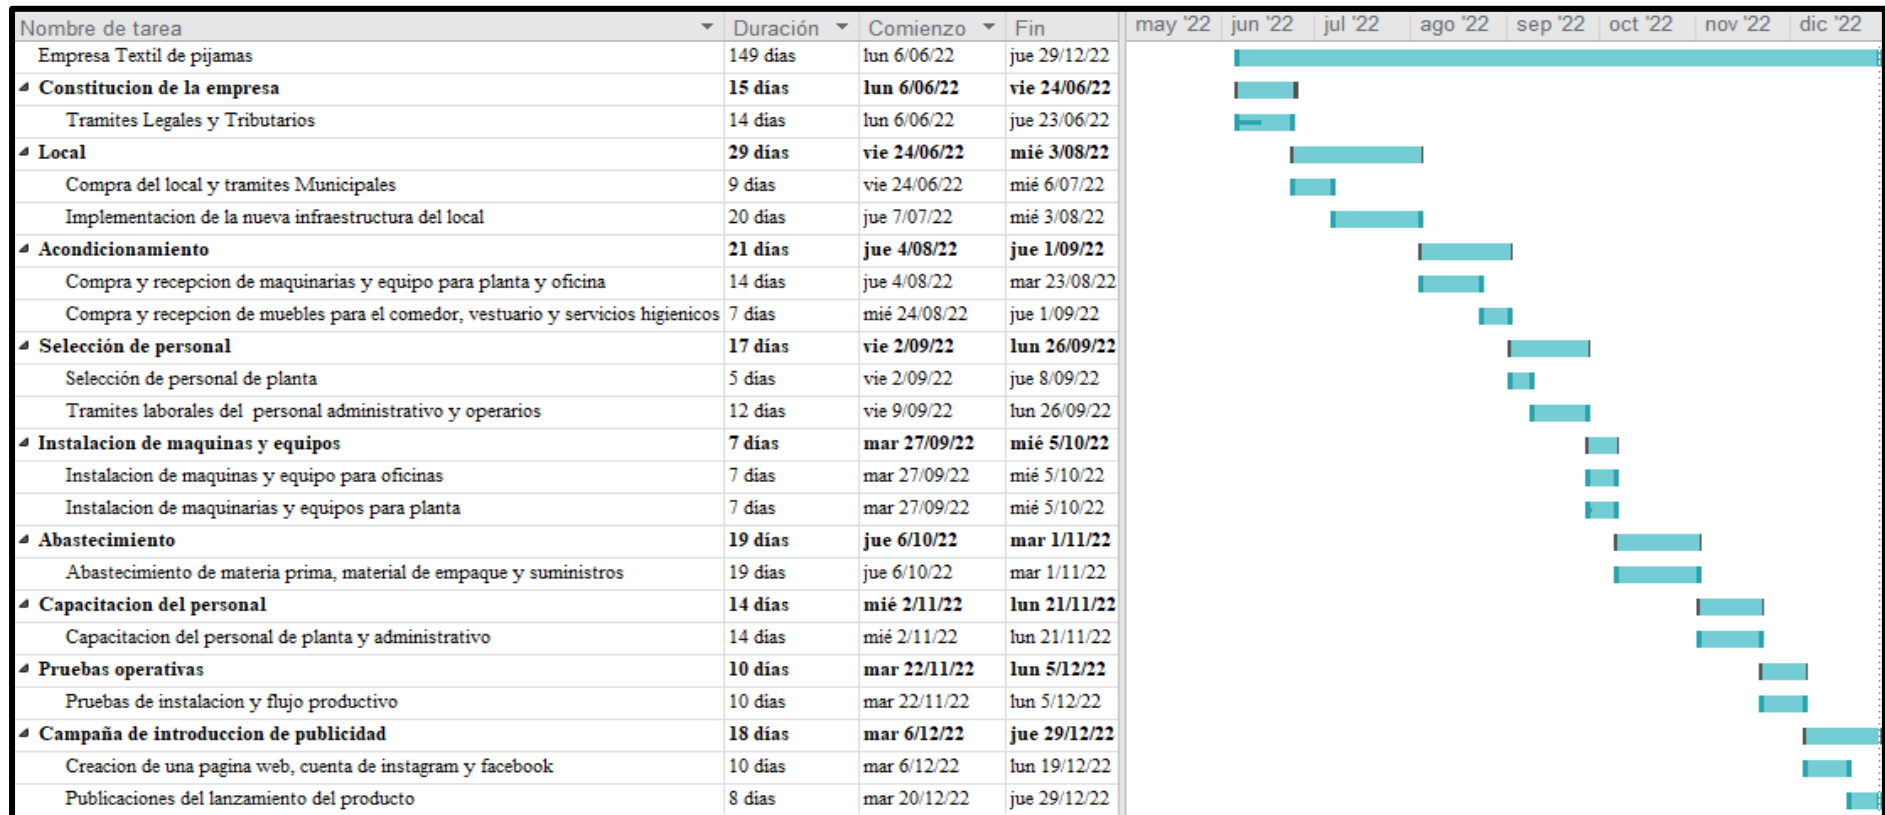 Nombre de tarea Duración Comienzo Fin may '22 jun '22 jul '22 ago '22 sep '22 oct '22 nov '22 dic '22
Empresa Textil de pijamas 149 días lun 6/06/22 jue 29/12/22
Constitucion de la empresa 15 días lun 6/06/22 vie 24/06/22
Tramites Legales y Tributarios 14 días lun 6/06/22 jue 23/06/22
Local 29 días vie 24/06/22 mié 3/08/22
Compra del local y tramites Municipales 9 días vie 24/06/22 mié 6/07/22
Implementacion de la nueva infraestructura del local 20 días jue 7/07/22 mié 3/08/22
Acondicionamiento 21 días jue 4/08/22 jue 1/09/22
Compra y recepcion de maquinarias y equipo para planta y oficina 14 días jue 4/08/22 mar 23/08/22
Compra y recepcion de muebles para el comedor, vestuario y servicios higienicos 7 días mié 24/08/22 jue 1/09/22
Selección de personal 17 días vie 2/09/22 lun 26/09/22
Selección de personal de planta 5 días vie 2/09/22 jue 8/09/22
Tramites laborales del personal administrativo y operarios 12 días vie 9/09/22 lun 26/09/22
Instalacion de maquinas y equipos 7 días mar 27/09/22 mié 5/10/22
Instalacion de maquinas y equipo para oficinas 7 días mar 27/09/22 mié 5/10/22
Instalacion de maquinarias y equipos para planta 7 días mar 27/09/22 mié 5/10/22
Abastecimiento 19 días jue 6/10/22 mar 1/11/22
Abastecimiento de materia prima, material de empaque y suministros 19 días jue 6/10/22 mar 1/11/22
Capacitacion del personal 14 días mié 2/11/22 lun 21/11/22
Capacitacion del personal de planta y administrativo 14 días mié 2/11/22 lun 21/11/22
Pruebas operativas 10 días mar 22/11/22 lun 5/12/22
Pruebas de instalacion y flujo productivo 10 días mar 22/11/22 lun 5/12/22
Campaña de introduccion de publicidad 18 días mar 6/12/22 jue 29/12/22
Creacion de una pagina web, cuenta de instagram y facebook 10 días mar 6/12/22 lun 19/12/22
Publicaciones del lanzamiento del producto 8 días mar 20/12/22 jue 29/12/22